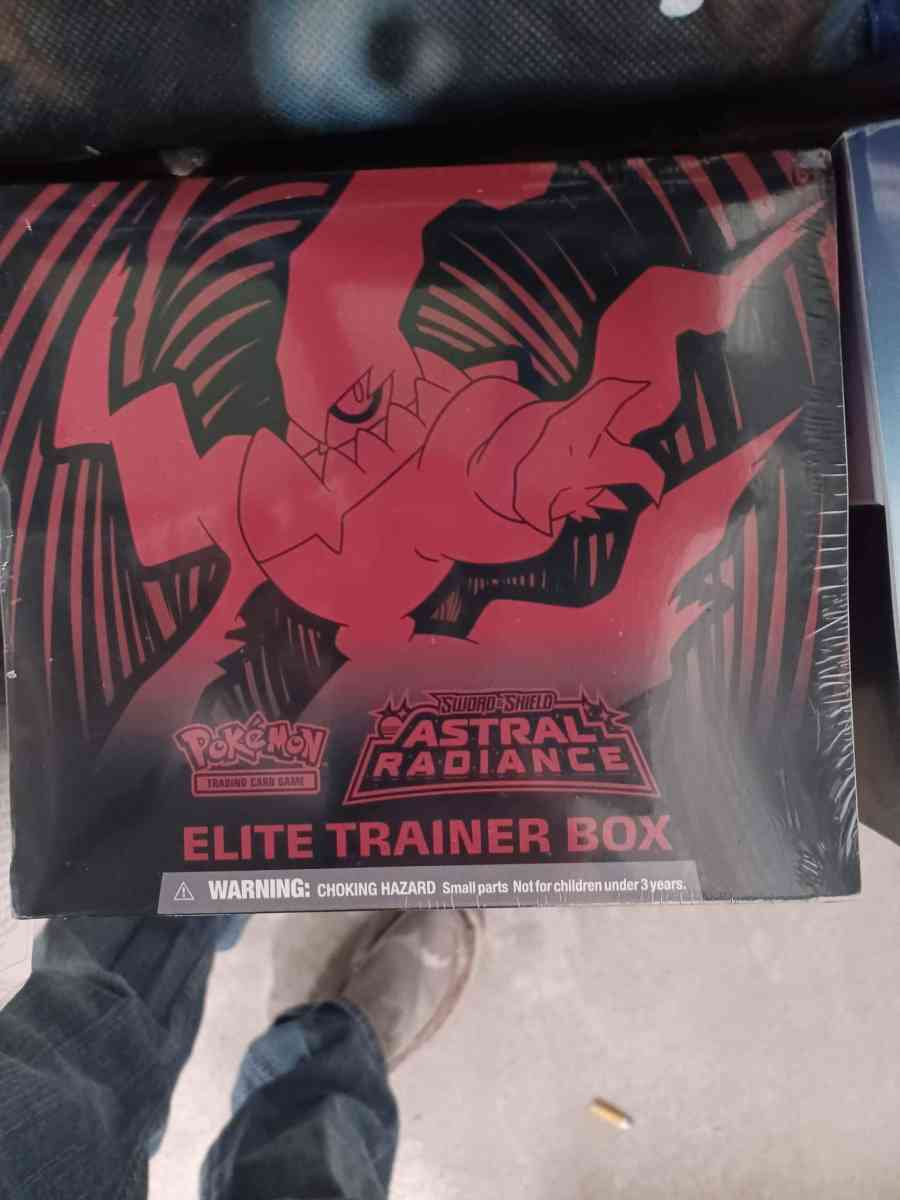 SWORD & SHIELD
POKéMON
ASTRAL
TRADING CARD GAME
RADIANCE
ELITE TRAINER BOX
WARNING: CHOKING HAZARD Small parts Not for children under 3 years.